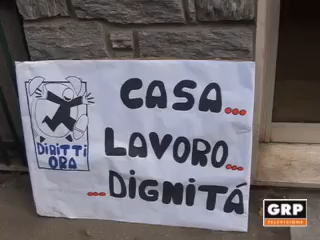 CASA...
LAVORO...
...DIGNITÁ
DIRITTI
ORA
GRP
TELEVISIONE